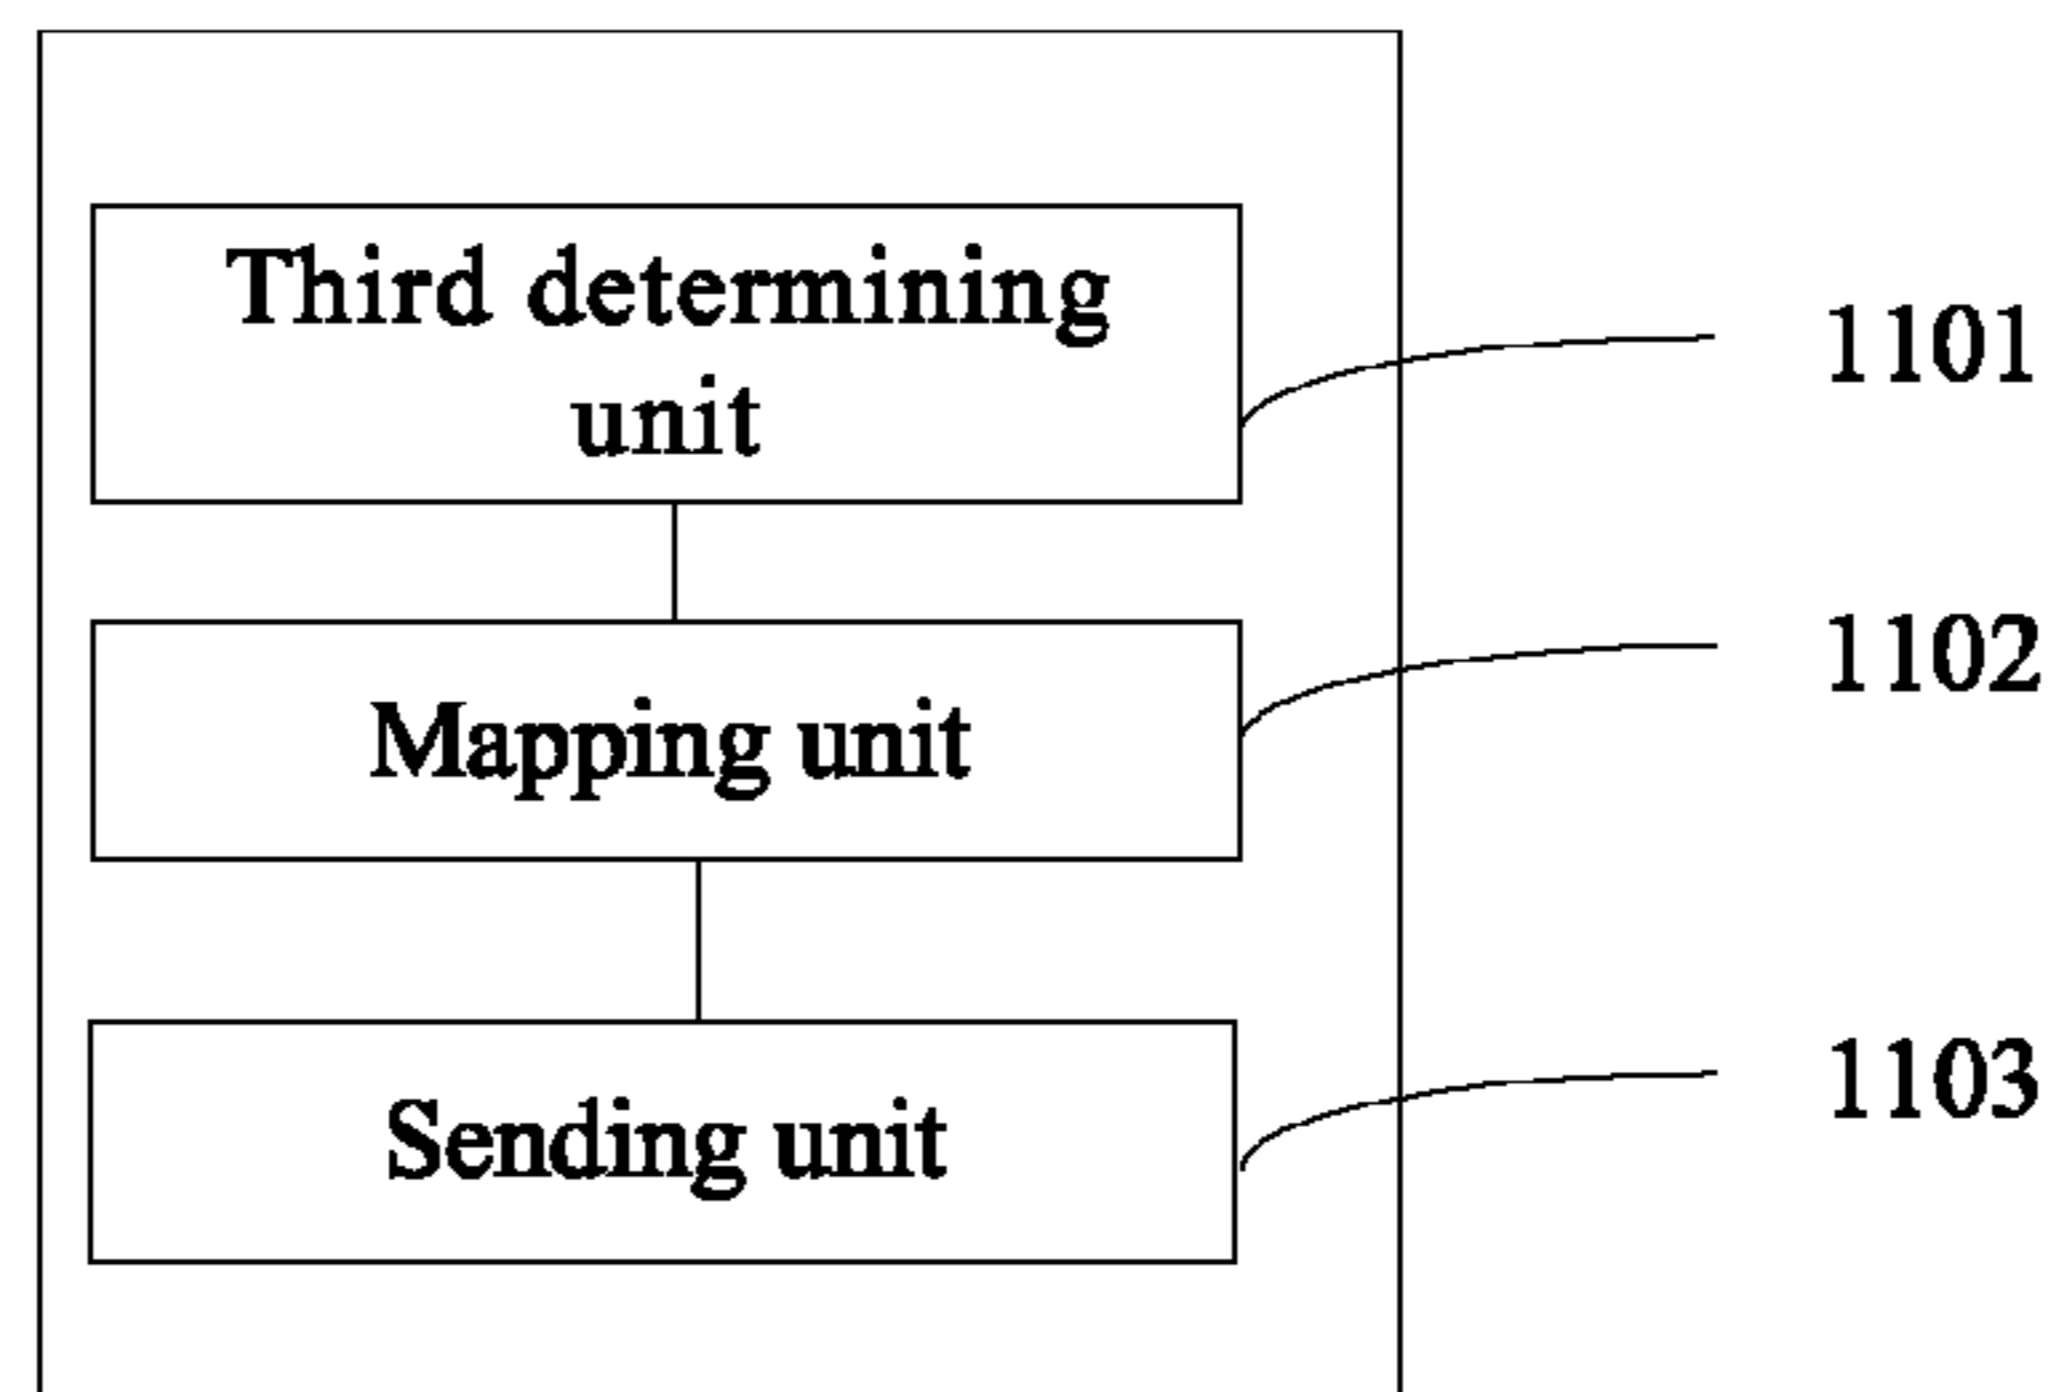 Third determining
unit
1101
Mapping unit
1102
Sending unit
1103